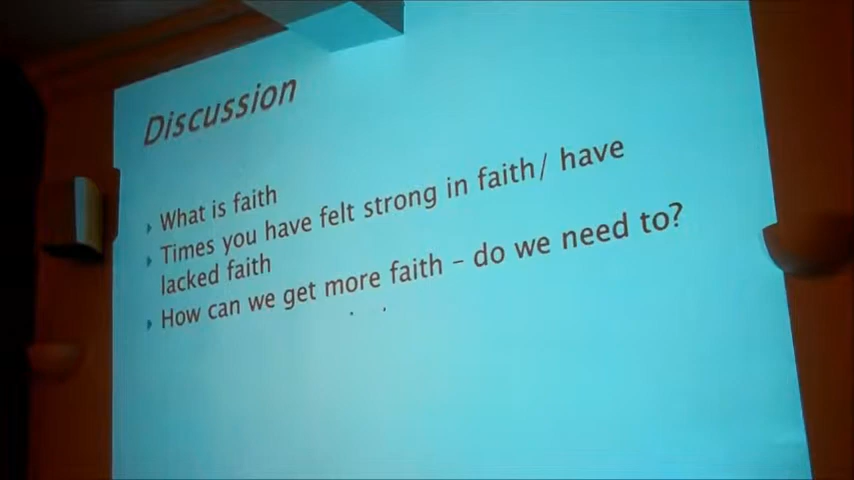 Discussion
What is faith
Times you have felt strong in faith/ have
lacked faith
How can we get more faith – do we need to?